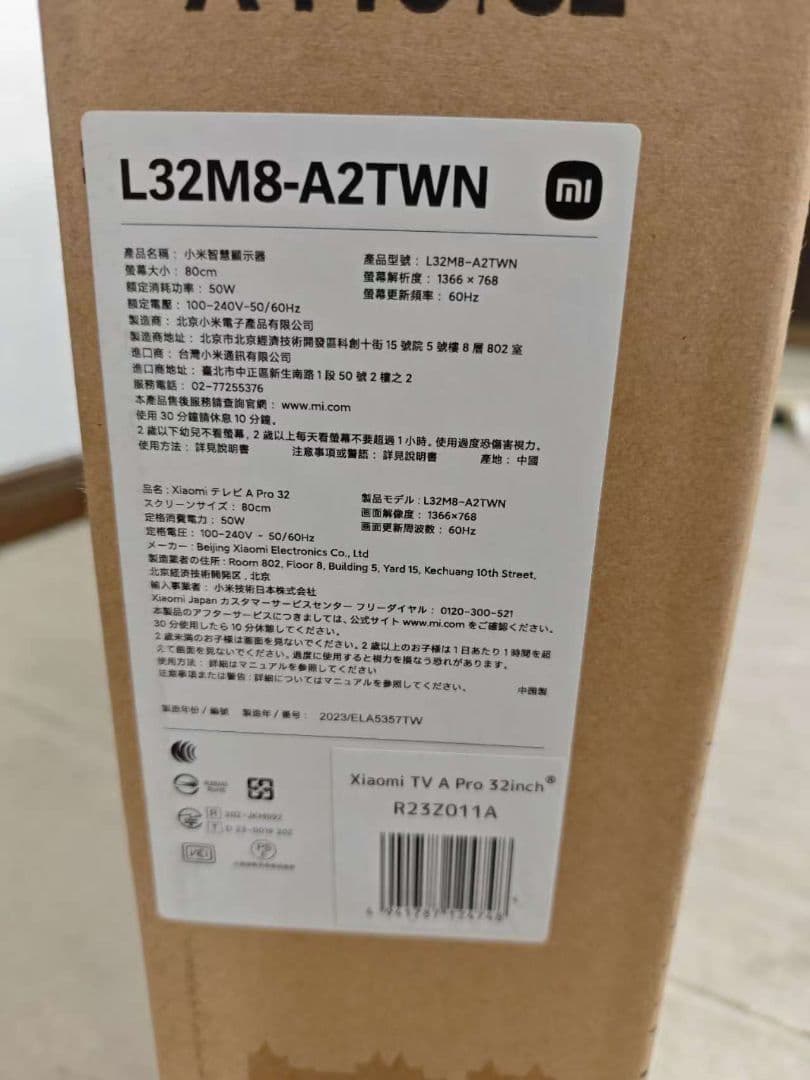 L32M8-A2TWN
mi
產品名稱：小米智慧顯示器
產品型號：L32M8-A2TWN
螢幕大小：80cm
螢幕解析度：1366 × 768
額定消耗功率：50W
螢幕更新頻率：60Hz
額定電壓：100-240V~50/60Hz
製造商：北京小米電子產品有限公司
製造商地址：北京市北京經濟技術開發區科創十街 15 號院 5 號樓 8 層 802 室
進口商：台灣小米通訊有限公司
進口商地址：臺北市中正區新生南路 1 段 50 號 2 樓之 2
服務電話：02-77255376
本產品售後服務請查詢官網：www.mi.com
使用 30 分鐘請休息 10 分鐘。
2 歲以下幼兒不看螢幕，2 歲以上每天看螢幕不要超過 1 小時。使用過度恐傷害視力。
使用方法：詳見說明書 注意事項或警語：詳見說明書 產地：中國
品名：Xiaomi テレビ A Pro 32
製品モデル：L32M8-A2TWN
スクリーンサイズ：80cm
画面解像度：1366×768
定格消費電力：50W
画面更新周波数：60Hz
定格電圧：100-240V ~ 50/60Hz
メーカー：Beijing Xiaomi Electronics Co., Ltd
製造業者の住所：Room 802, Floor 8, Building 5, Yard 15, Kechuang 10th Street,
北京経済技術開発区，北京
輸入事業者：小米技術日本株式会社
Xiaomi Japan カスタマーサービスセンター フリーダイヤル：0120-300-521
本製品のアフターサービスにつきましては、公式サイト www.mi.com をご確認ください。
30 分使用したら 10 分休憩してください。
2 歳未満のお子様は画面を見ないでください。2 歳以上のお子様は 1 日あたり 1 時間を超
えて画面を見ないでください。過度に使用すると視力を損なう恐れがあります。
使用方法：詳細はマニュアルを参照してください
注意事項または警告：詳細についてはマニュアルを参照してください。
中国製
製造年份 / 編號 製造年 / 番号：2023/ELA5357TW
Xiaomi TV A Pro 32inch®
R23Z011A
6 941787 124748